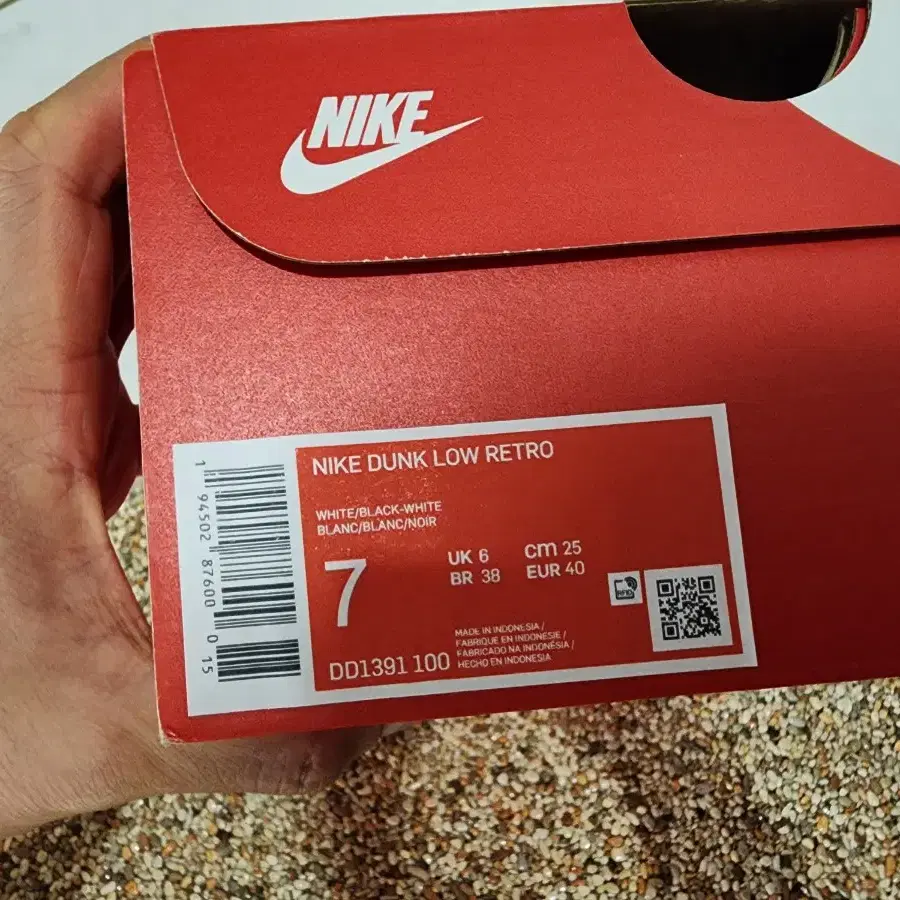 NIKE
NIKE DUNK LOW RETRO
WHITE/BLACK-WHITE
BLANC/BLANC/NOIR
7
UK 6 cm 25
BR 38 EUR 40
MADE IN INDONESIA /
FABRIQUE EN INDONESIE /
FABRICADO NA INDONÉSIA /
HECHO EN INDONESIA
DD1391 100
1 94502 87600 0 15